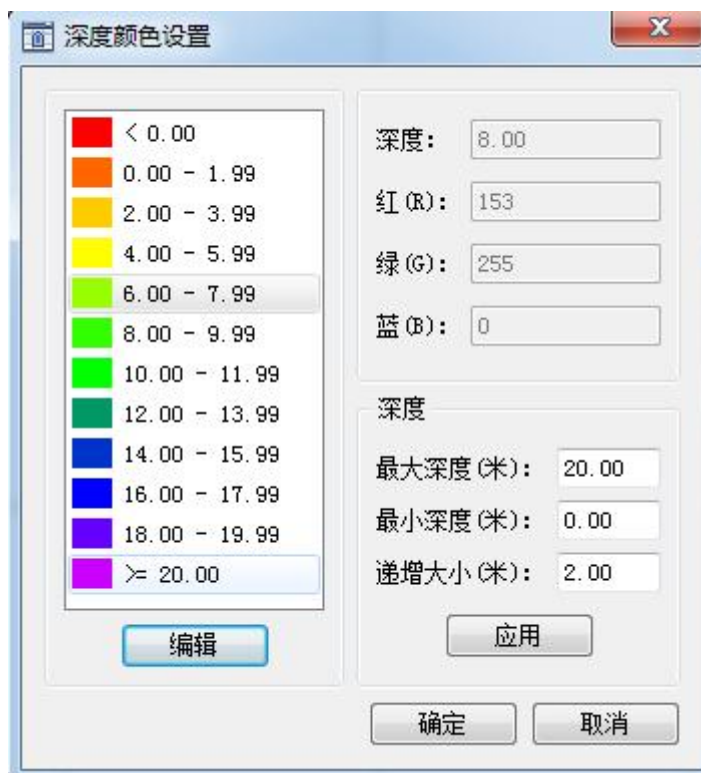 深度颜色设置
< 0.00
0.00 - 1.99
2.00 - 3.99
4.00 - 5.99
6.00 - 7.99
8.00 - 9.99
10.00 - 11.99
12.00 - 13.99
14.00 - 15.99
16.00 - 17.99
18.00 - 19.99
>= 20.00
编辑
深度: 8.00
红(R): 153
绿(G): 255
蓝(B): 0
深度
最大深度(米): 20.00
最小深度(米): 0.00
递增大小(米): 2.00
应用
确定 取消